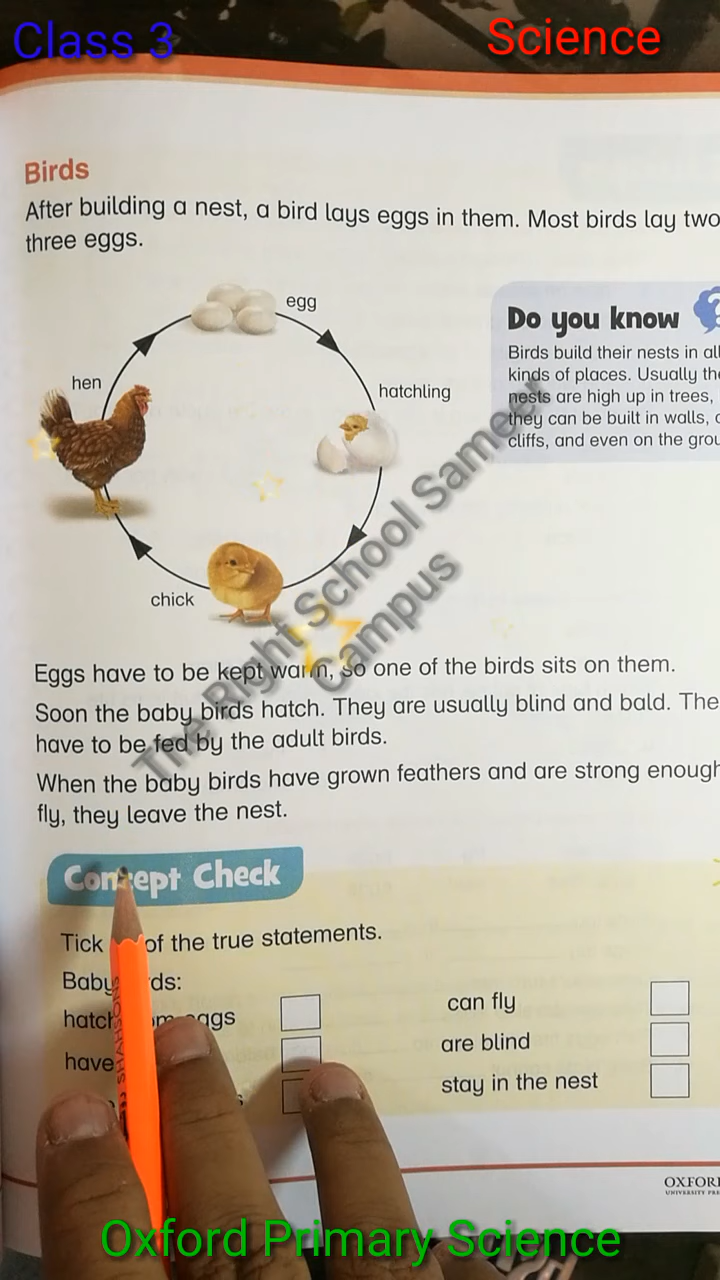 Class 3
Science
Birds
After building a nest, a bird lays eggs in them. Most birds lay two
three eggs.
egg
hatchling
chick
hen
Do you know
Birds build their nests in all
kinds of places. Usually the
nests are high up in trees,
they can be built in walls,
cliffs, and even on the
Eggs have to be kept warm, so one of the birds sits on them.
Soon the baby birds hatch. They are usually blind and bald.
have to be fed by the adult birds.
When the baby birds have grown feathers and are strong enough
fly, they leave the nest.
Concept Check
Tick of the true statements.
Baby
can fly
are blind
have
stay in the nest
SHAHSONS
The Right School Sameer
Campus
OXFORD
UNIVERSITY
Oxford Primary Science